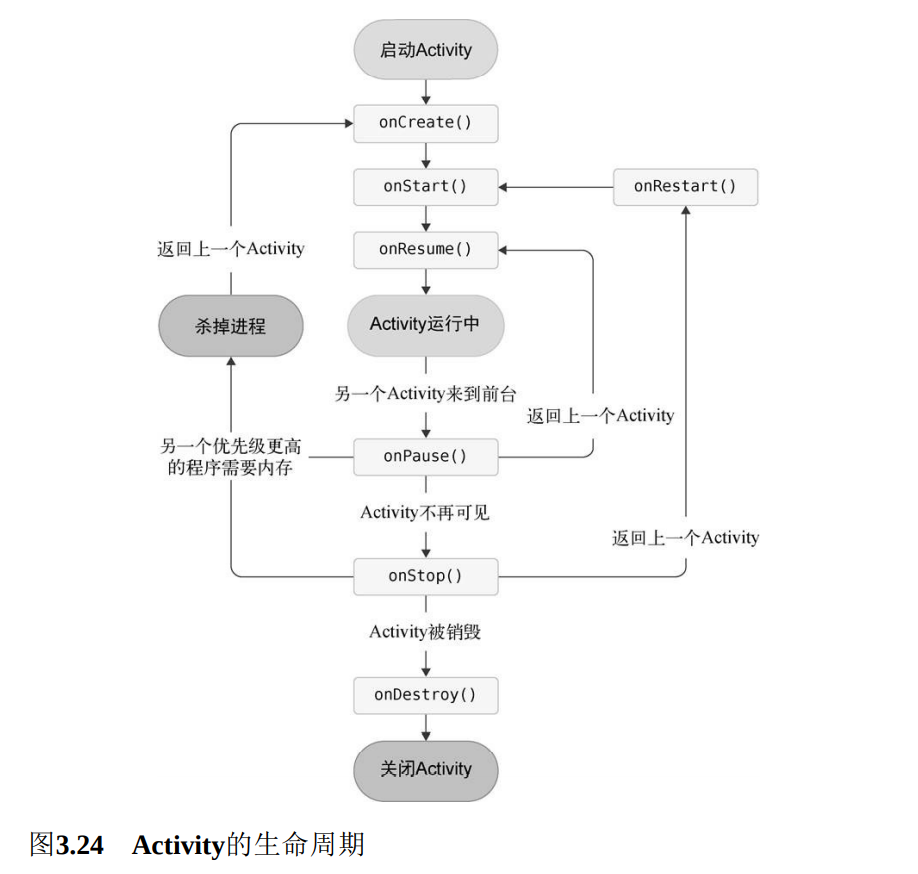 启动Activity
onCreate()
onStart()
onRestart()
onResume()
返回上一个Activity
杀掉进程
Activity运行中
另一个Activity来到前台
返回上一个Activity
另一个优先级更高
的程序需要内存
onPause()
Activity不再可见
返回上一个Activity
onStop()
Activity被销毁
onDestroy()
关闭Activity
图3.24 Activity的生命周期